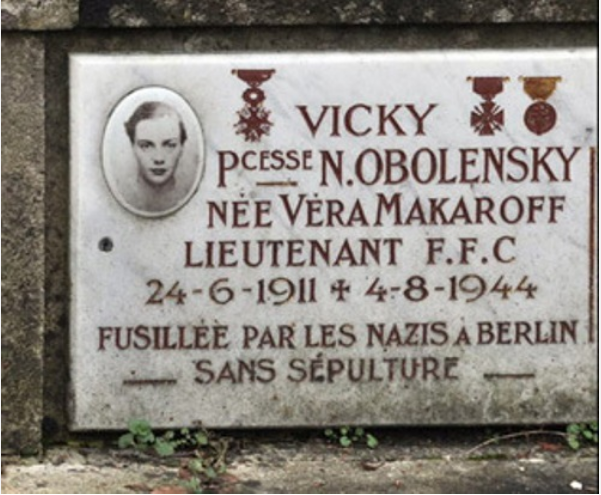 VICKY
PCESSE N. OBOLENSKY
NÉE VÉRA MAKAROFF
LIEUTENANT F.F.C
24-6-1911 ✝ 4-8-1944
FUSILLÉE PAR LES NAZIS A BERLIN
SANS SÉPULTURE